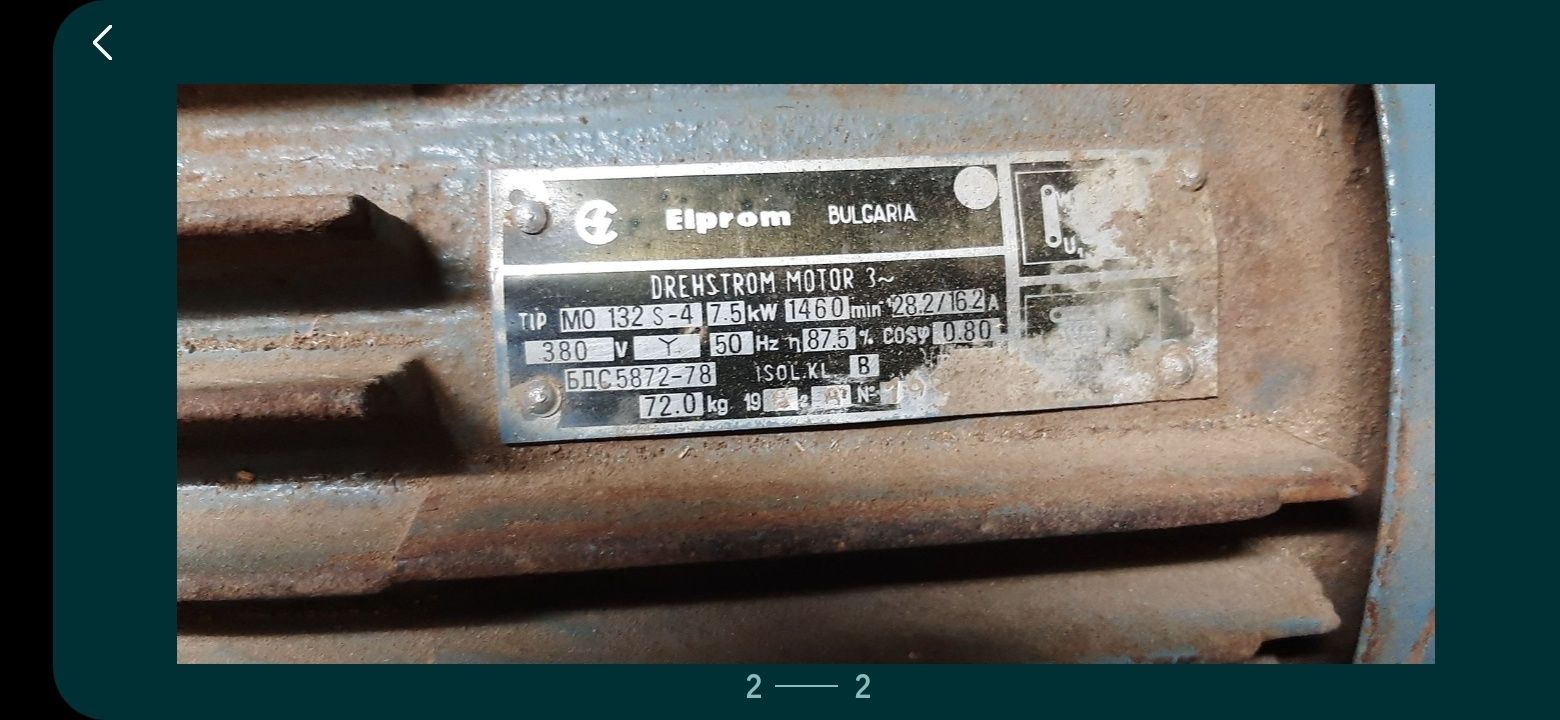 Elprom BULGARIA
DREHSTROM MOTOR 3~
TIP MO 132 S-4 7.5 kW 1460 min⁻¹ 28.2/16.2 A
380 V Y 50 Hz η 87.5 % cosφ 0.80
БДС 5872-78 ISOL.KL. B
72.0 kg 19 №
U₁
2 2